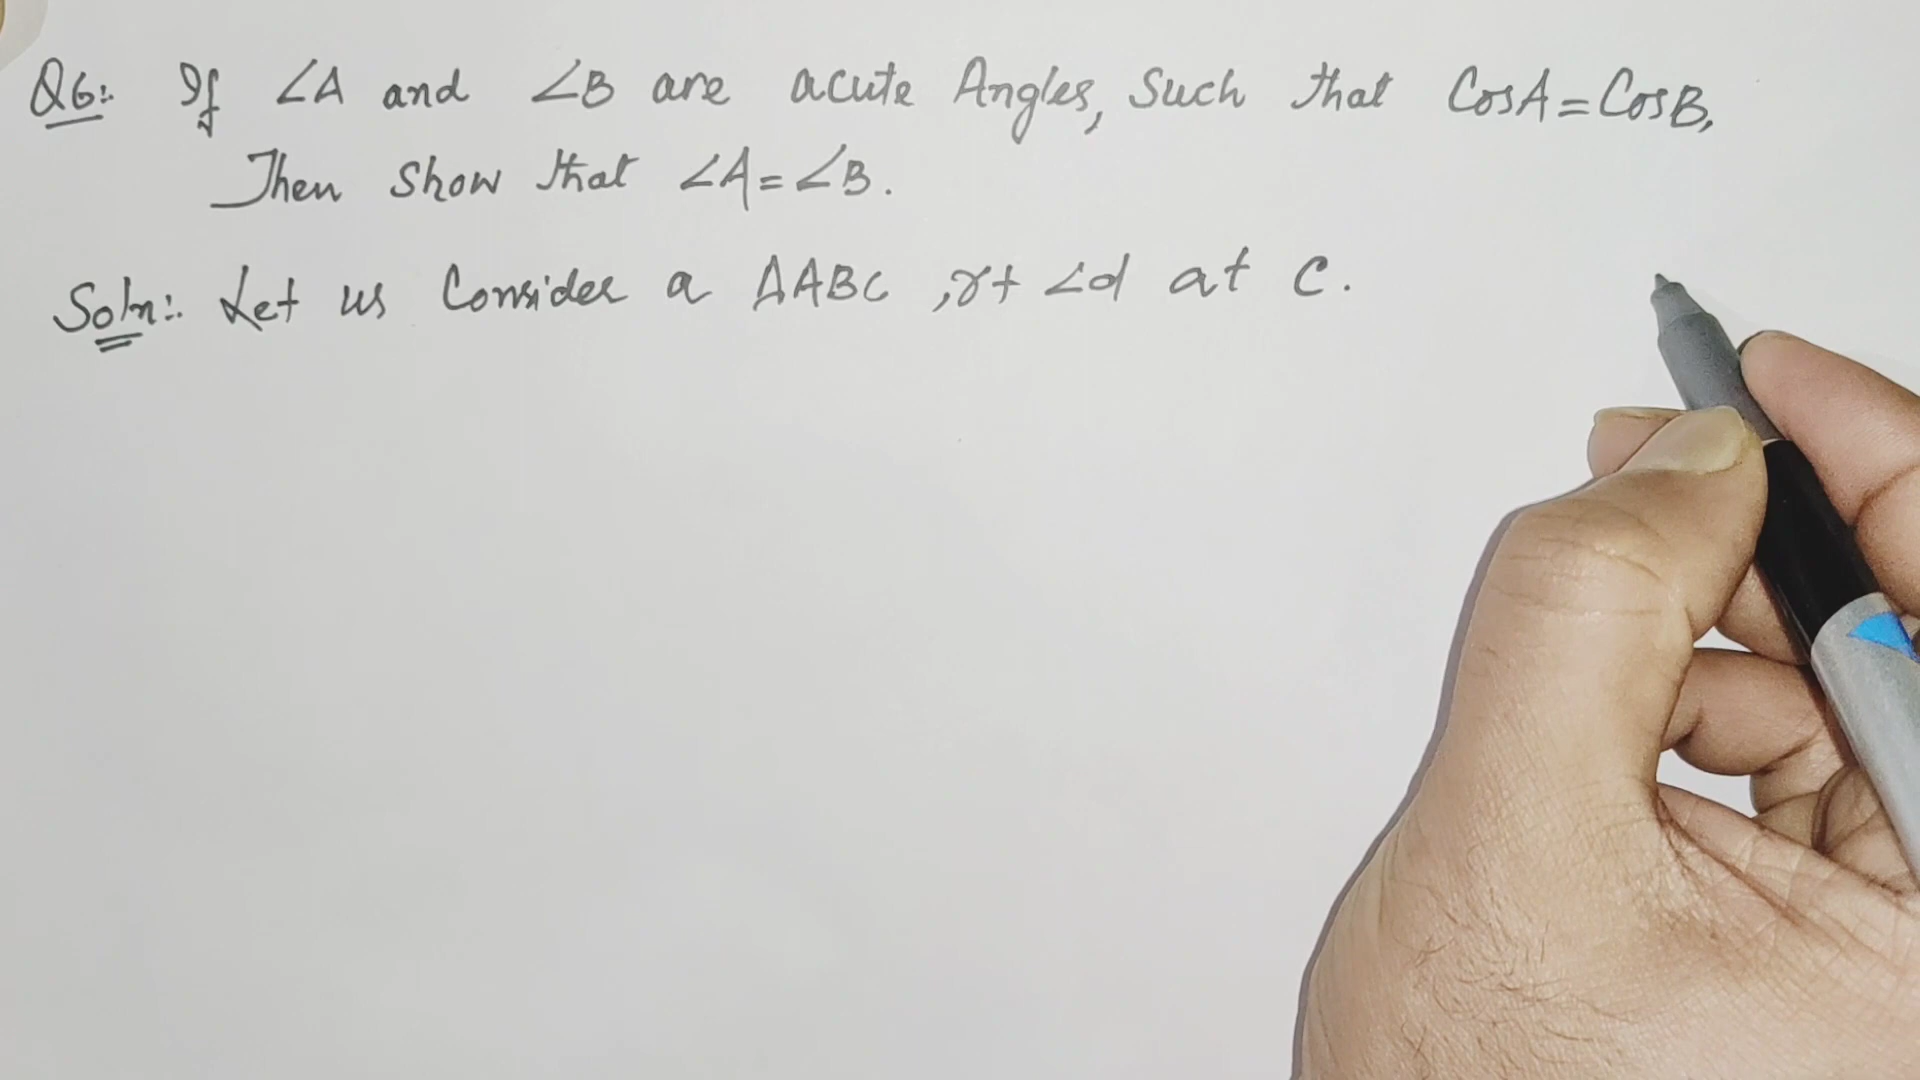 Q6:. If ∠A and ∠B are acute Angles, Such that CosA=CosB,
Then Show that ∠A=∠B.
Soln:. Let us Consider a ΔABC, rt ∠d at C.